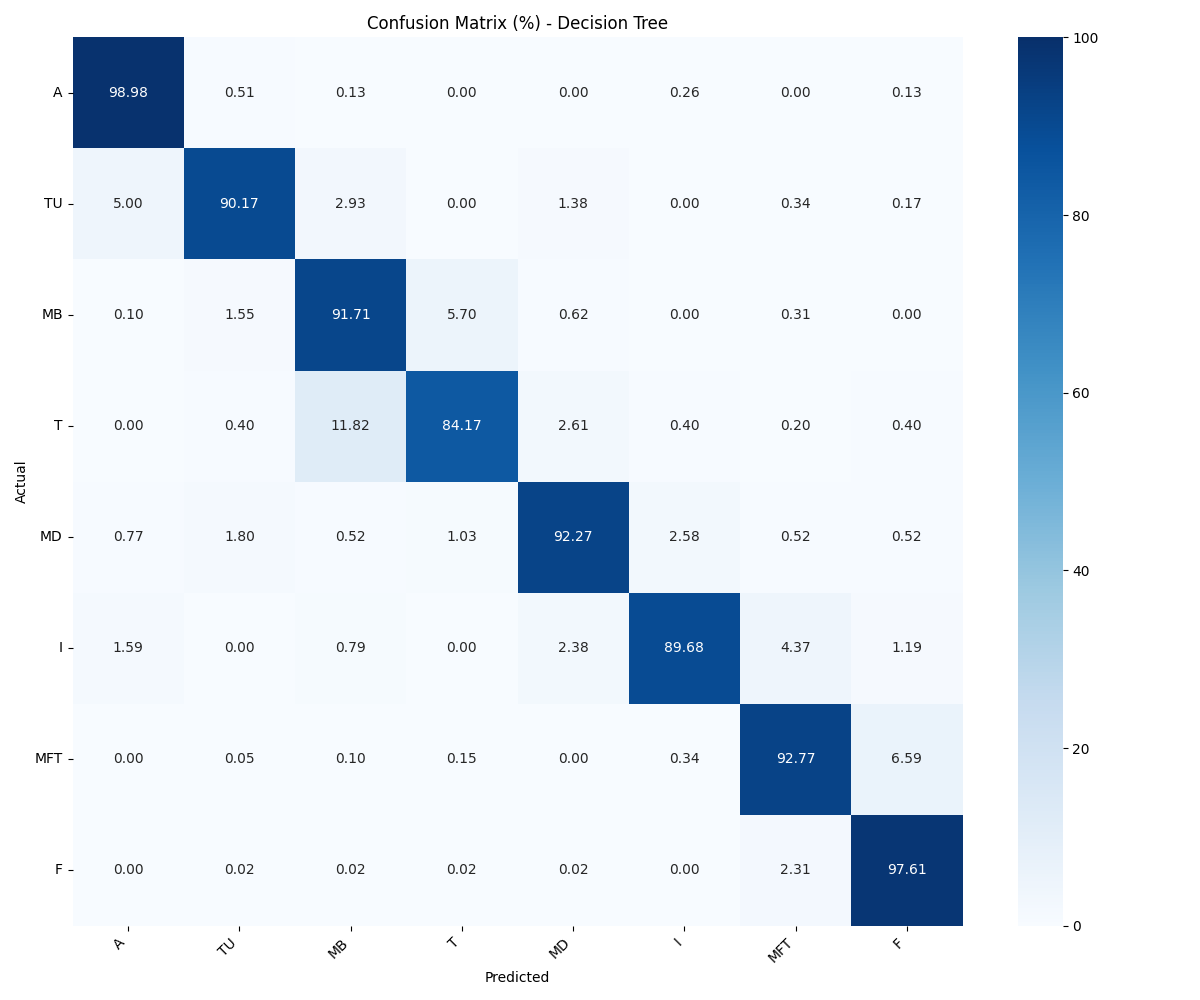 Confusion Matrix (%) - Decision Tree
A 98.98 0.51 0.13 0.00 0.00 0.26 0.00 0.13
TU 5.00 90.17 2.93 0.00 1.38 0.00 0.34 0.17
MB 0.10 1.55 91.71 5.70 0.62 0.00 0.31 0.00
T 0.00 0.40 11.82 84.17 2.61 0.40 0.20 0.40
MD 0.77 1.80 0.52 1.03 92.27 2.58 0.52 0.52
I 1.59 0.00 0.79 0.00 2.38 89.68 4.37 1.19
MFT 0.00 0.05 0.10 0.15 0.00 0.34 92.77 6.59
F 0.00 0.02 0.02 0.02 0.02 0.00 2.31 97.61
A TU MB T MD I MFT F
Predicted
Actual
100
80
60
40
20
0